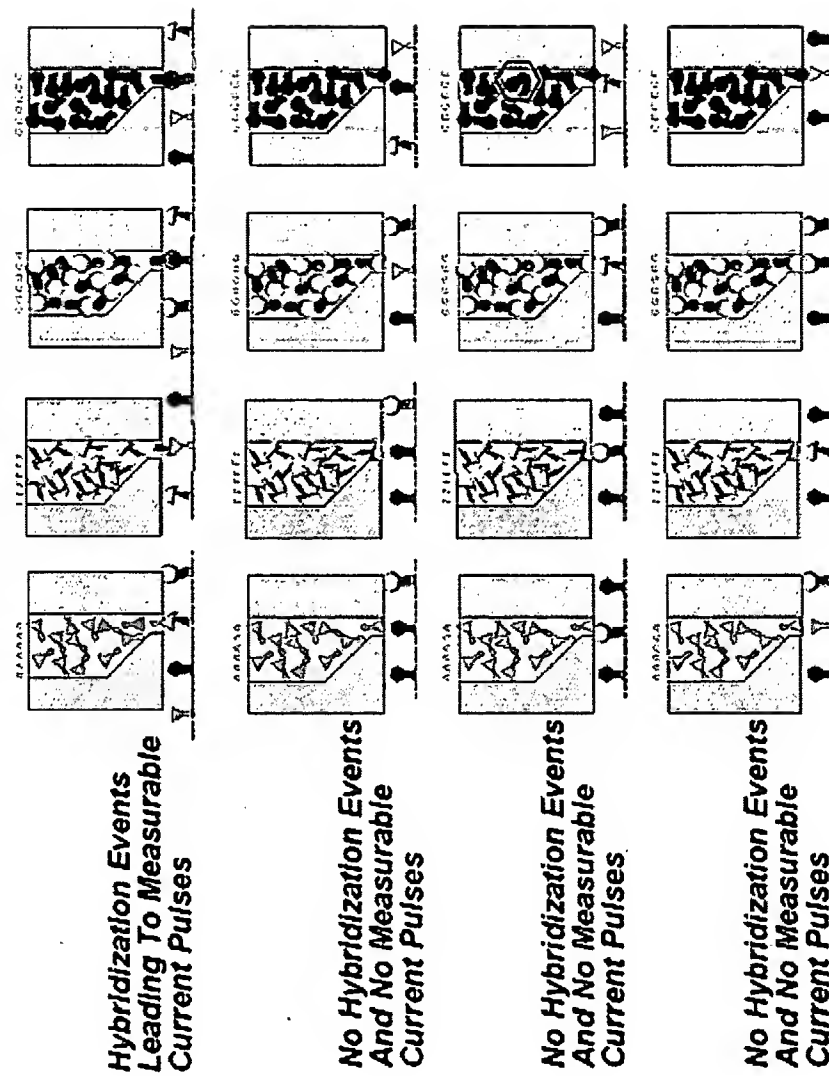 Hybridization Events
Leading To Measurable
Current Pulses
No Hybridization Events
And No Measurable
Current Pulses
No Hybridization Events
And No Measurable
Current Pulses
No Hybridization Events
And No Measurable
Current Pulses